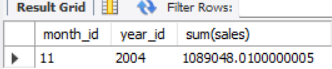 Result Grid Filter Rows:
month_id year_id sum(sales)
11 2004 1089048.0100000005